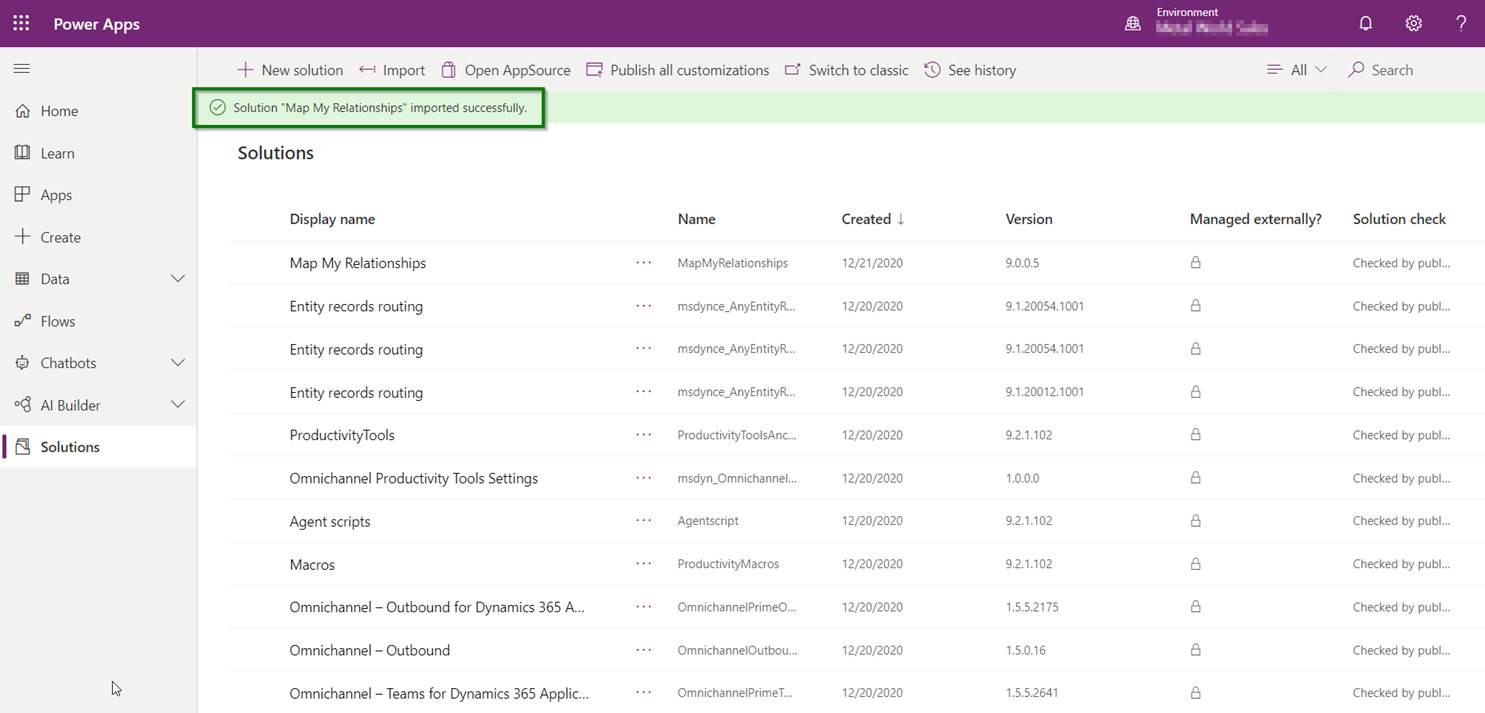 Power Apps
Environment
New solution Import Open AppSource Publish all customizations Switch to classic See history All Search
Solution "Map My Relationships" imported successfully.
Home
Learn
Apps
Create
Data
Flows
Chatbots
AI Builder
Solutions
Solutions
Display name Name Created ↓ Version Managed externally? Solution check
Map My Relationships ... MapMyRelationships 12/21/2020 9.0.0.5 Checked by publ...
Entity records routing ... msdynce_AnyEntityR... 12/20/2020 9.1.20054.1001 Checked by publ...
Entity records routing ... msdynce_AnyEntityR... 12/20/2020 9.1.20054.1001 Checked by publ...
Entity records routing ... msdynce_AnyEntityR... 12/20/2020 9.1.20012.1001 Checked by publ...
ProductivityTools ... ProductivityToolsAnc... 12/20/2020 9.2.1.102 Checked by publ...
Omnichannel Productivity Tools Settings ... msdyn_Omnichannel... 12/20/2020 1.0.0.0 Checked by publ...
Agent scripts ... Agentscript 12/20/2020 9.2.1.102 Checked by publ...
Macros ... ProductivityMacros 12/20/2020 9.2.1.102 Checked by publ...
Omnichannel – Outbound for Dynamics 365 A... ... OmnichannelPrimeO... 12/20/2020 1.5.5.2175 Checked by publ...
Omnichannel – Outbound ... OmnichannelOutbou... 12/20/2020 1.5.0.16 Checked by publ...
Omnichannel – Teams for Dynamics 365 Applic... ... OmnichannelPrimeT... 12/20/2020 1.5.5.2641 Checked by publ...